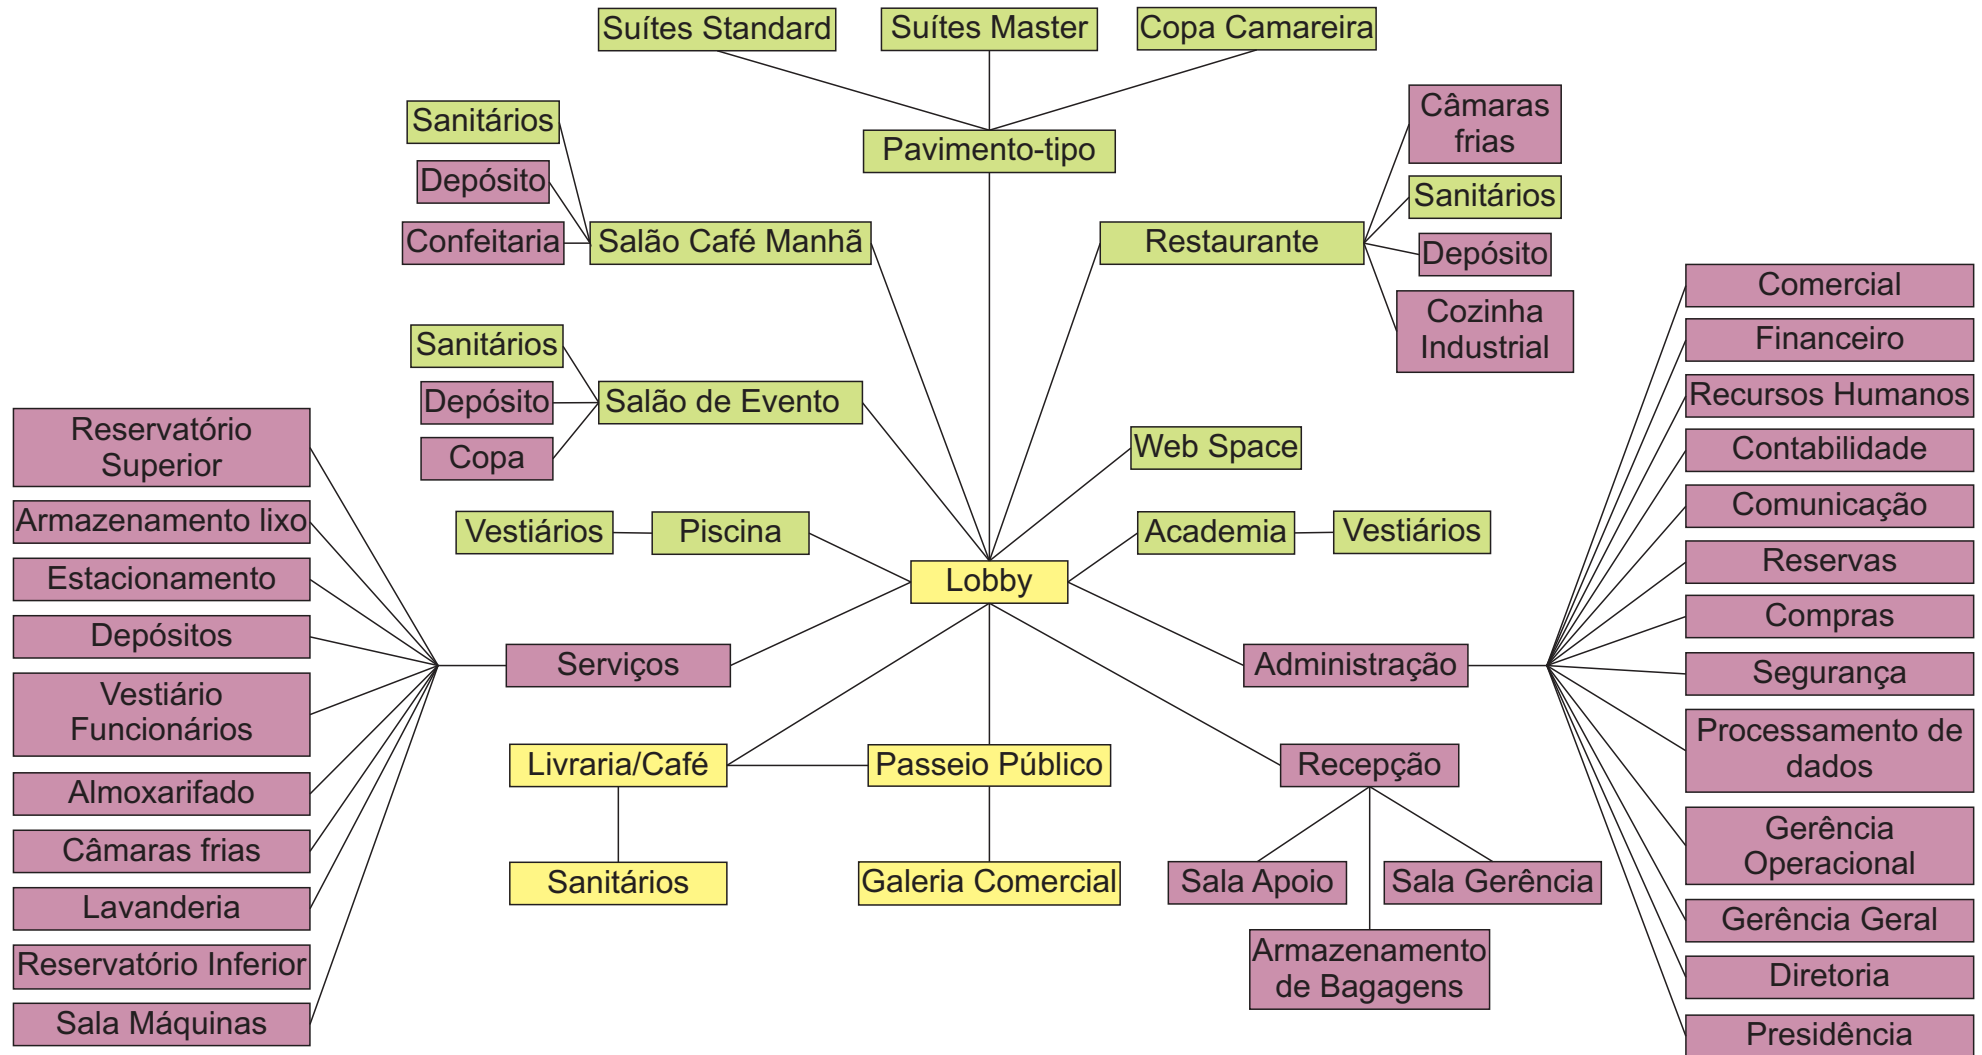 Suítes Standard
Suítes Master
Copa Camareira
Pavimento-tipo
Sanitários
Depósito
Confeitaria
Salão Café Manhã
Restaurante
Câmaras
frias
Sanitários
Depósito
Cozinha
Industrial
Sanitários
Depósito
Copa
Salão de Evento
Web Space
Vestiários
Piscina
Academia
Vestiários
Lobby
Reservatório
Superior
Armazenamento lixo
Estacionamento
Depósitos
Vestiário
Funcionários
Almoxarifado
Câmaras frias
Lavanderia
Reservatório Inferior
Sala Máquinas
Serviços
Administração
Comercial
Financeiro
Recursos Humanos
Contabilidade
Comunicação
Reservas
Compras
Segurança
Processamento de
dados
Gerência
Operacional
Gerência Geral
Diretoria
Presidência
Livraria/Café
Passeio Público
Recepção
Sanitários
Galeria Comercial
Sala Apoio
Sala Gerência
Armazenamento
de Bagagens